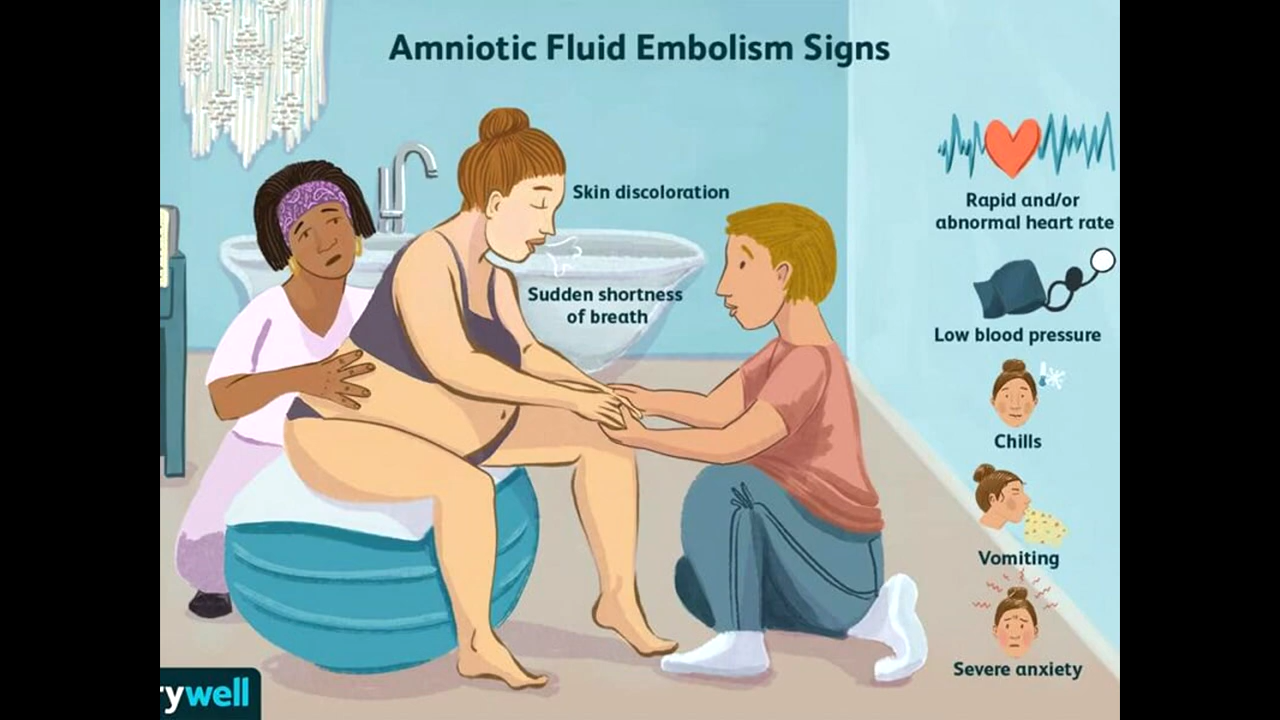 Amniotic Fluid Embolism Signs
Skin discoloration
Sudden shortness
of breath
Rapid and/or
abnormal heart rate
Low blood pressure
Chills
Vomiting
Severe anxiety
rywell